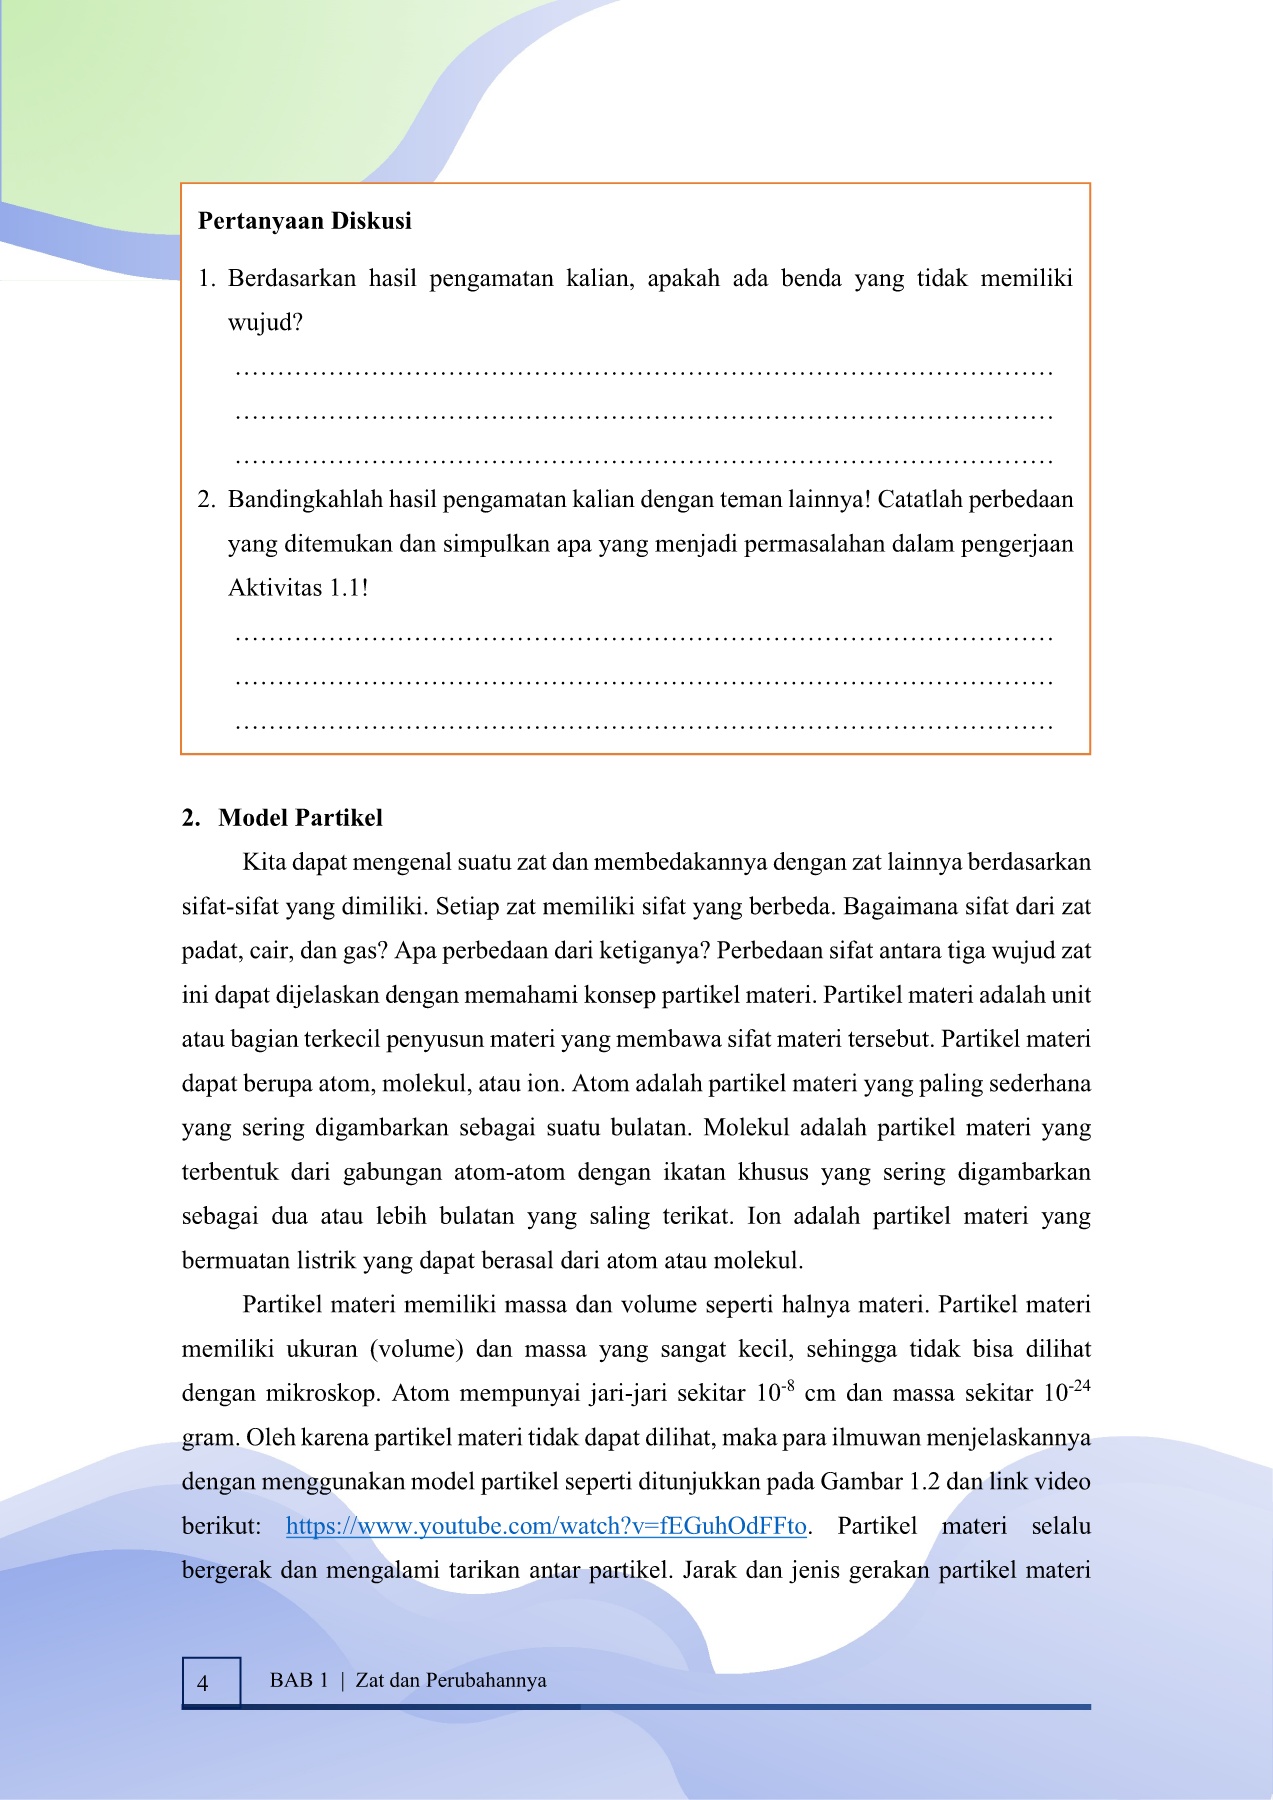 Pertanyaan Diskusi
1. Berdasarkan hasil pengamatan kalian, apakah ada benda yang tidak memiliki
wujud?
……………………………………………………………………………………
……………………………………………………………………………………
……………………………………………………………………………………
2. Bandingkahlah hasil pengamatan kalian dengan teman lainnya! Catatlah perbedaan
yang ditemukan dan simpulkan apa yang menjadi permasalahan dalam pengerjaan
Aktivitas 1.1!
……………………………………………………………………………………
……………………………………………………………………………………
……………………………………………………………………………………
2. Model Partikel
Kita dapat mengenal suatu zat dan membedakannya dengan zat lainnya berdasarkan
sifat-sifat yang dimiliki. Setiap zat memiliki sifat yang berbeda. Bagaimana sifat dari zat
padat, cair, dan gas? Apa perbedaan dari ketiganya? Perbedaan sifat antara tiga wujud zat
ini dapat dijelaskan dengan memahami konsep partikel materi. Partikel materi adalah unit
atau bagian terkecil penyusun materi yang membawa sifat materi tersebut. Partikel materi
dapat berupa atom, molekul, atau ion. Atom adalah partikel materi yang paling sederhana
yang sering digambarkan sebagai suatu bulatan. Molekul adalah partikel materi yang
terbentuk dari gabungan atom-atom dengan ikatan khusus yang sering digambarkan
sebagai dua atau lebih bulatan yang saling terikat. Ion adalah partikel materi yang
bermuatan listrik yang dapat berasal dari atom atau molekul.
Partikel materi memiliki massa dan volume seperti halnya materi. Partikel materi
memiliki ukuran (volume) dan massa yang sangat kecil, sehingga tidak bisa dilihat
dengan mikroskop. Atom mempunyai jari-jari sekitar 10⁻⁸ cm dan massa sekitar 10⁻²⁴
gram. Oleh karena partikel materi tidak dapat dilihat, maka para ilmuwan menjelaskannya
dengan menggunakan model partikel seperti ditunjukkan pada Gambar 1.2 dan link video
berikut: https://www.youtube.com/watch?v=fEGuhOdFFto. Partikel materi selalu
bergerak dan mengalami tarikan antar partikel. Jarak dan jenis gerakan partikel materi
4 BAB 1 | Zat dan Perubahannya